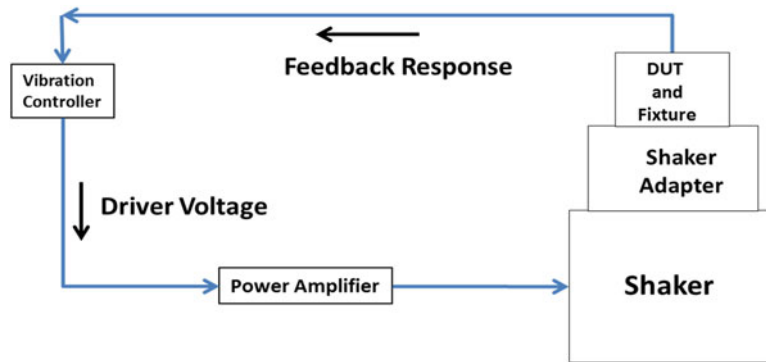 Feedback Response
Vibration
Controller
DUT
and
Fixture
Shaker
Adapter
Driver Voltage
Power Amplifier
Shaker